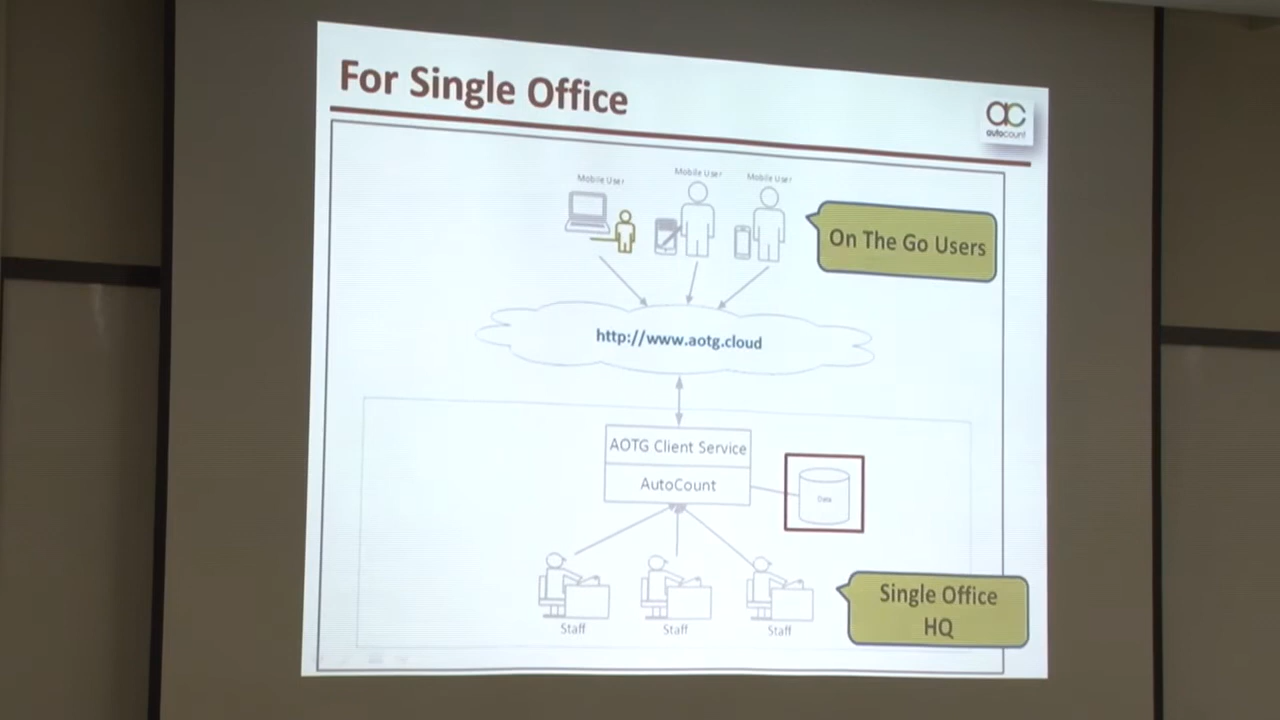 For Single Office
ac
autocount
Mobile User
Mobile User
Mobile User
On The Go Users
http://www.aotg.cloud
AOTG Client Service
AutoCount
Data
Staff
Staff
Staff
Single Office
HQ